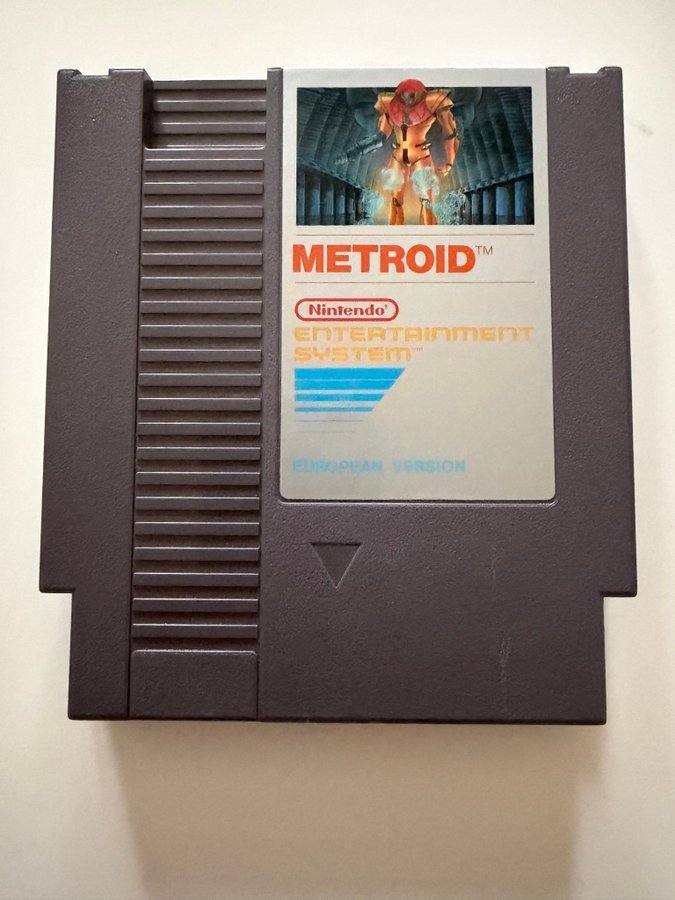 METROID™
Nintendo®
ENTERTAINMENT
SYSTEM™
EUROPEAN VERSION